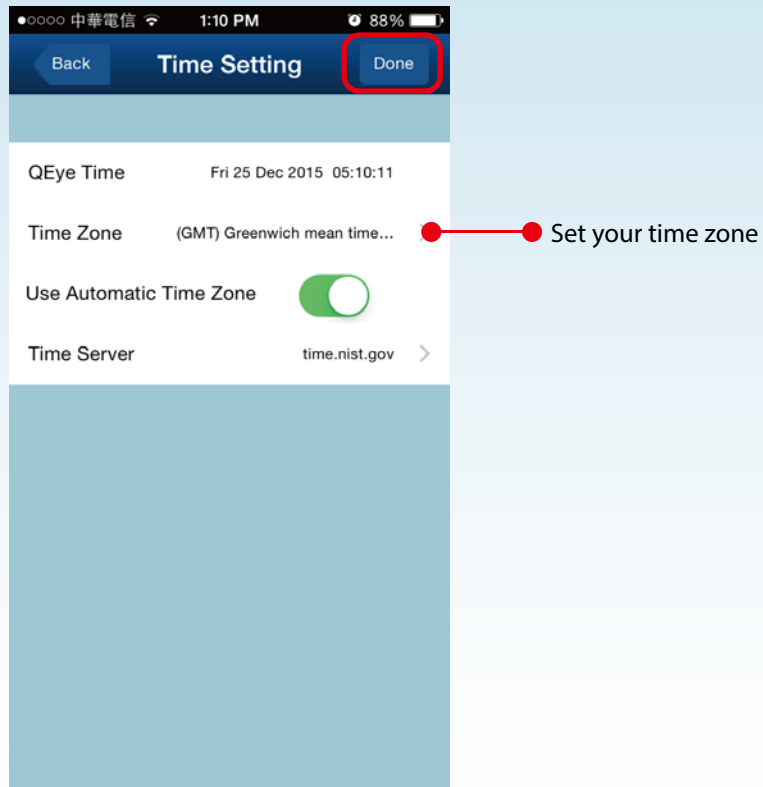 ●○○○○ 中華電信 1:10 PM 88%
Back Time Setting Done
QEye Time Fri 25 Dec 2015 05:10:11
Time Zone (GMT) Greenwich mean time...
Set your time zone
Use Automatic Time Zone
Time Server time.nist.gov >